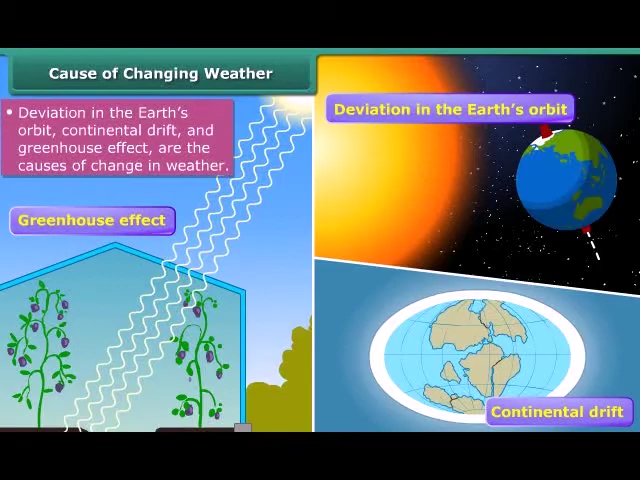 Cause of Changing Weather
• Deviation in the Earth's
orbit, continental drift, and
greenhouse effect, are the
causes of change in weather.
Greenhouse effect
Deviation in the Earth's orbit
Continental drift